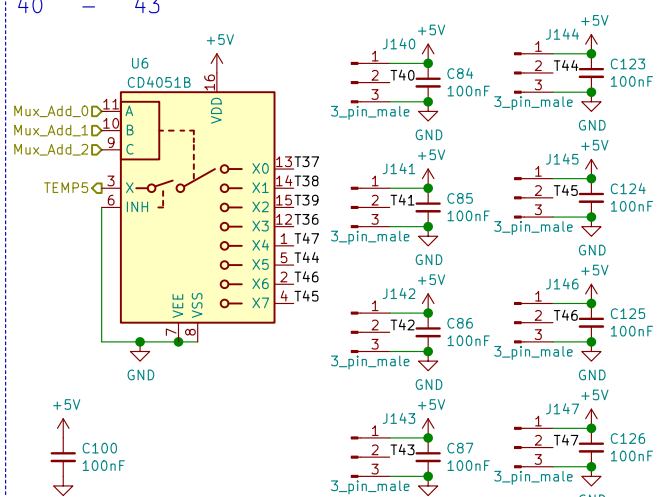 40 - 43
U6
CD4051B
+5V
16
VDD
Mux_Add_0 11 A
Mux_Add_1 10 B
Mux_Add_2 9 C
TEMP5 3 X
6 INH
X0 13 T37
X1 14 T38
X2 15 T39
X3 12 T36
X4 1 T47
X5 5 T44
X6 2 T46
X7 4 T45
VEE VSS
7 8
GND
+5V
C100
100nF
J140 +5V
1
2 T40 C84
100nF
3
3_pin_male
GND
J141 +5V
1
2 T41 C85
100nF
3
3_pin_male
GND
J142 +5V
1
2 T42 C86
100nF
3
3_pin_male
GND
J143 +5V
1
2 T43 C87
100nF
3
3_pin_male
J144 +5V
1
2 T44 C123
100nF
3
3_pin_male
GND
J145 +5V
1
2 T45 C124
100nF
3
3_pin_male
GND
J146 +5V
1
2 T46 C125
100nF
3
3_pin_male
GND
J147 +5V
1
2 T47 C126
100nF
3
3_pin_male